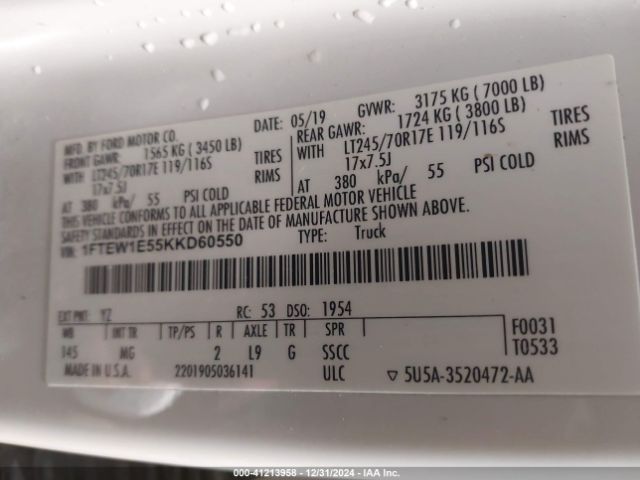 MFD. BY FORD MOTOR CO.
DATE: 05/19 GVWR: 3175 KG ( 7000 LB)
FRONT GAWR: 1565 KG ( 3450 LB)
REAR GAWR: 1724 KG ( 3800 LB)
WITH LT245/70R17E 119/116S TIRES
WITH LT245/70R17E 119/116S TIRES
17x7.5J RIMS
17x7.5J RIMS
AT 380 kPa/ 55 PSI COLD
AT 380 kPa/ 55 PSI COLD
THIS VEHICLE CONFORMS TO ALL APPLICABLE FEDERAL MOTOR VEHICLE
SAFETY STANDARDS IN EFFECT ON THE DATE OF MANUFACTURE SHOWN ABOVE.
VIN: 1FTEW1E55KKD60550 TYPE: Truck
EXT PNT: YZ RC: 53 DSO: 1954
WB INT TR TP/PS R AXLE TR SPR F0031
145 MG 2 L9 G SSCC T0533
MADE IN U.S.A. 2201905036141 ULC ▽ 5U5A-3520472-AA
000-41213958 - 12/31/2024 - IAA Inc.